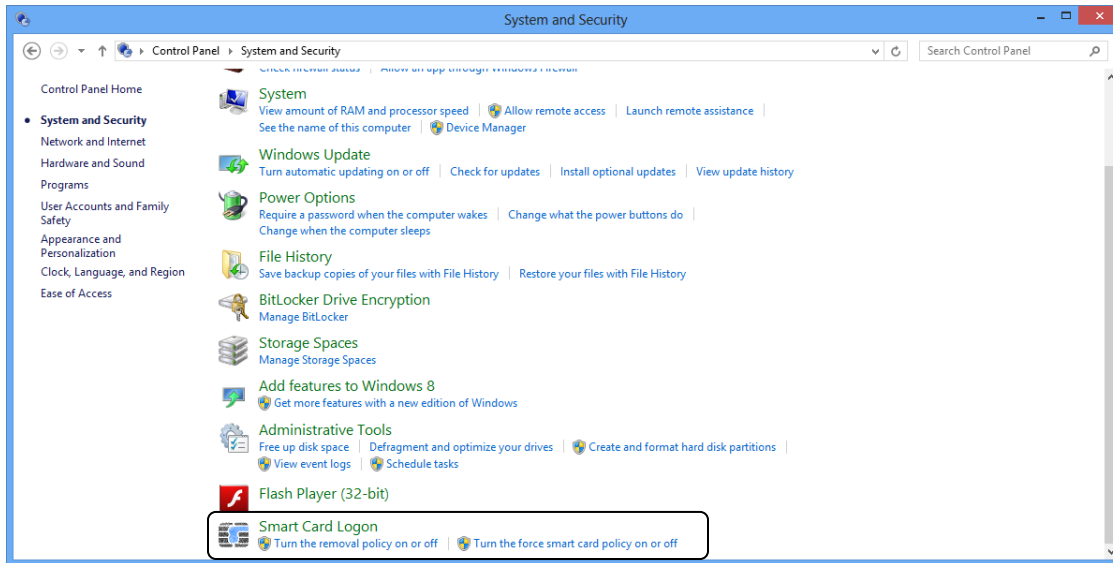 System and Security
Control Panel System and Security
Search Control Panel
Control Panel Home
System and Security
Network and Internet
Hardware and Sound
Programs
User Accounts and Family
Safety
Appearance and
Personalization
Clock, Language, and Region
Ease of Access
Check firewall status Allow an app through Windows Firewall
System
View amount of RAM and processor speed Allow remote access Launch remote assistance
See the name of this computer Device Manager
Windows Update
Turn automatic updating on or off Check for updates Install optional updates View update history
Power Options
Require a password when the computer wakes Change what the power buttons do
Change when the computer sleeps
File History
Save backup copies of your files with File History Restore your files with File History
BitLocker Drive Encryption
Manage BitLocker
Storage Spaces
Manage Storage Spaces
Add features to Windows 8
Get more features with a new edition of Windows
Administrative Tools
Free up disk space Defragment and optimize your drives Create and format hard disk partitions
View event logs Schedule tasks
Flash Player (32-bit)
Smart Card Logon
Turn the removal policy on or off Turn the force smart card policy on or off